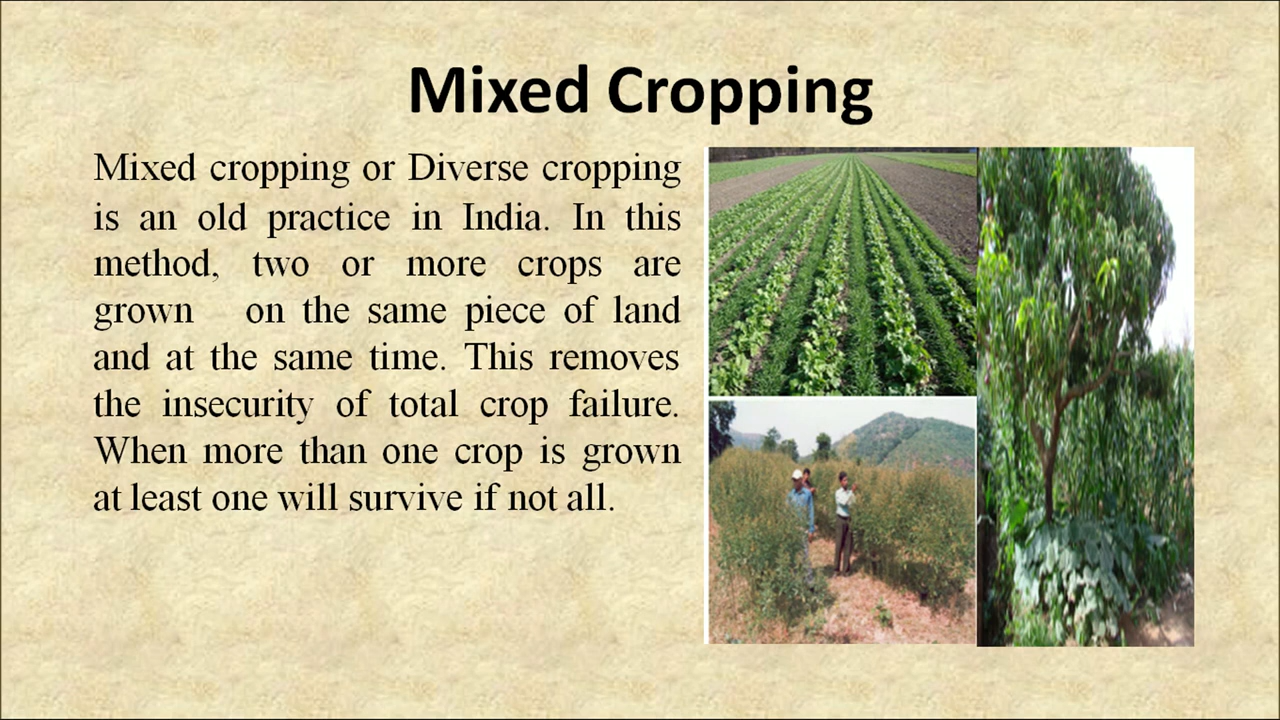 Mixed Cropping
Mixed cropping or Diverse cropping
is an old practice in India. In this
method, two or more crops are
grown on the same piece of land
and at the same time. This removes
the insecurity of total crop failure.
When more than one crop is grown
at least one will survive if not all.